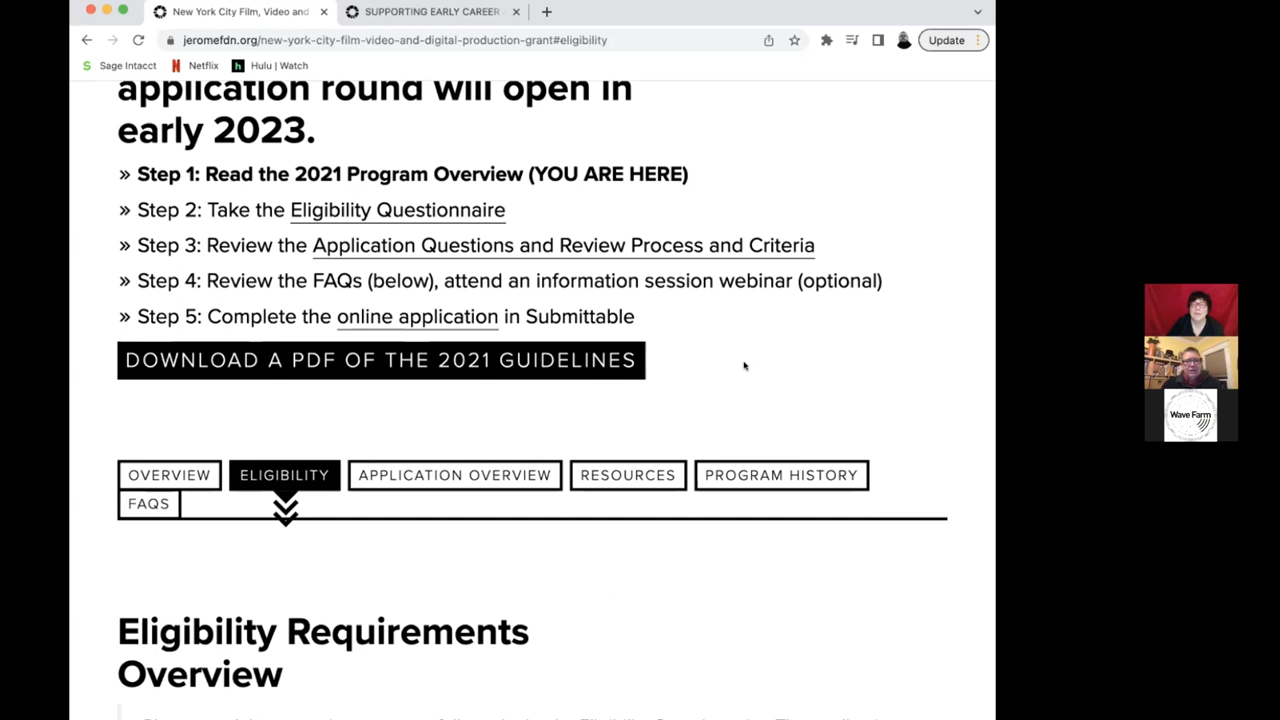 New York City Film, Video and
SUPPORTING EARLY CAREER
jeromefdn.org/new-york-city-film-video-and-digital-production-grant#eligibility
Update
Sage Intacct
Netflix
Hulu | Watch
application round will open in
early 2023.
» Step 1: Read the 2021 Program Overview (YOU ARE HERE)
» Step 2: Take the Eligibility Questionnaire
» Step 3: Review the Application Questions and Review Process and Criteria
» Step 4: Review the FAQs (below), attend an information session webinar (optional)
» Step 5: Complete the online application in Submittable
DOWNLOAD A PDF OF THE 2021 GUIDELINES
OVERVIEW
ELIGIBILITY
APPLICATION OVERVIEW
RESOURCES
PROGRAM HISTORY
FAQS
Eligibility Requirements
Overview
Wave Farm